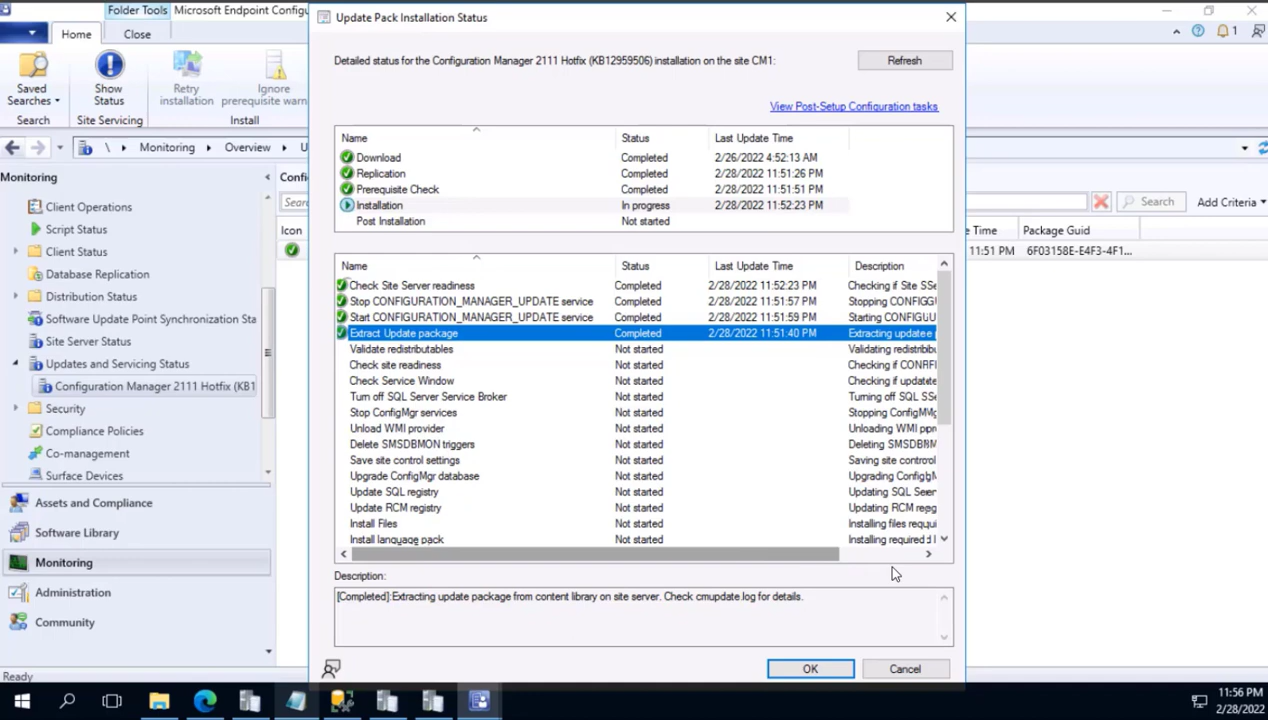 Folder Tools Microsoft Endpoint Configu
Update Pack Installation Status
Home Close
Saved Searches
Show Status
Retry installation
Ignore prerequisite warn
Search Site Servicing Install
\ Monitoring Overview U
Monitoring
Client Operations
Script Status
Client Status
Database Replication
Distribution Status
Software Update Point Synchronization Sta
Site Server Status
Updates and Servicing Status
Configuration Manager 2111 Hotfix (KB1
Security
Compliance Policies
Co-management
Surface Devices
Assets and Compliance
Software Library
Monitoring
Administration
Community
Ready
Confi
Sear
Icon
Detailed status for the Configuration Manager 2111 Hotfix (KB12959506) installation on the site CM1:
Refresh
View Post-Setup Configuration tasks
Name Status Last Update Time
Download Completed 2/26/2022 4:52:13 AM
Replication Completed 2/28/2022 11:51:26 PM
Prerequisite Check Completed 2/28/2022 11:51:51 PM
Installation In progress 2/28/2022 11:52:23 PM
Post Installation Not started
Name Status Last Update Time Description
Check Site Server readiness Completed 2/28/2022 11:52:23 PM Checking if Site
Stop CONFIGURATION_MANAGER_UPDATE service Completed 2/28/2022 11:51:57 PM Stopping
Start CONFIGURATION_MANAGER_UPDATE service Completed 2/28/2022 11:51:59 PM Starting
Extract Update package Completed 2/28/2022 11:51:40 PM Extracting update
Validate redistributables Not started Validating
Check site readiness Not started Checking if
Check Service Window Not started Checking if update
Turn off SQL Server Service Broker Not started Turning off SQL
Stop ConfigMgr services Not started Stopping
Unload WMI provider Not started Unloading WMI
Delete SMSDBMON triggers Not started Deleting
Save site control settings Not started Saving site
Upgrade ConfigMgr database Not started Upgrading
Update SQL registry Not started Updating SQL
Update RCM registry Not started Updating RCM
Install Files Not started Installing files
Install language pack Not started Installing required
Description:
[Completed]:Extracting update package from content library on site server. Check cmupdate.log for details.
OK Cancel
1
Search Add Criteria
e Time Package Guid
11:51 PM 6F03158E-E4F3-4F1...
11:56 PM
2/28/2022